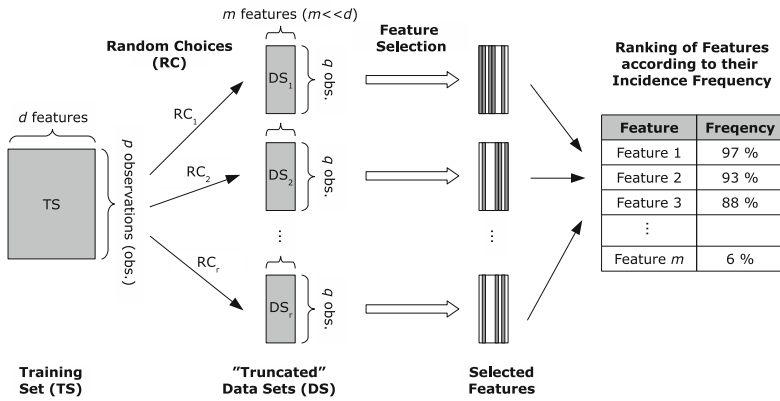 m features (m<<d)
Random Choices
(RC)
Feature
Selection
Ranking of Features
according to their
Incidence Frequency
d features
p observations (obs.)
TS
RC1
RC2
RCr
DS1
q obs.
DS2
q obs.
⋮
DSr
q obs.
⋮
Feature Freqency
Feature 1 97 %
Feature 2 93 %
Feature 3 88 %
⋮
Feature m 6 %
Training
Set (TS)
”Truncated”
Data Sets (DS)
Selected
Features